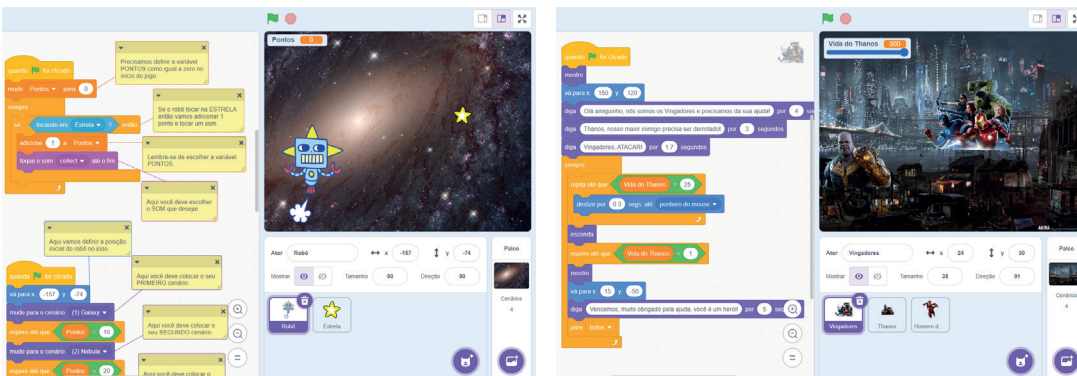 Precisamos definir a variável
PONTOS como igual a zero no
início do jogo.
quando for clicado
mude Pontos para 0
sempre
Se o robô tocar na ESTRELA
então vamos adicionar 1
ponto e tocar um som.
se tocando em Estrela ? então
adicione 1 a Pontos
Lembre-se de escolher a variável
PONTOS.
toque o som collect até o fim
Aqui você deve escolher
o SOM que desejar.
Aqui vamos definir a posição
inicial do robô no jogo.
quando for clicado
Aqui você deve colocar o seu
PRIMEIRO cenário.
vá para x -157 y -74
mude para o cenário (1) Galaxy
Aqui você deve colocar o
seu SEGUNDO cenário.
espere até que Pontos = 10
mude para o cenário (2) Nebula
espere até que Pontos = 20
Aqui você deve colocar o
Pontos 0
Ator Robô x -157 y -74
Mostrar Tamanho 90 Direção 90
Robô
Estrela
Palco
Cenários
4
quando for clicado
mostre
vá para x 150 y 120
diga Olá amiguinho, nós somos os Vingadores e precisamos da sua ajuda! por 4
diga Thanos, nosso maior inimigo precisa ser derrotado! por 3 segundos
diga Vingadores, ATACAR! por 1.7 segundos
sempre
repita até que Vida do Thanos = 25
deslize por 0.3 segs. até ponteiro do mouse
esconda
espere até que Vida do Thanos = 1
mostre
vá para x 15 y -50
diga Vencemos, muito obrigado pela ajuda, você é um herói! por 5
pare todos
Vida do Thanos 300
AKIRA
Ator Vingadores x 24 y 30
Mostrar Tamanho 35 Direção 91
Vingadores
Thanos
Homem d...
Palco
Cenários
4